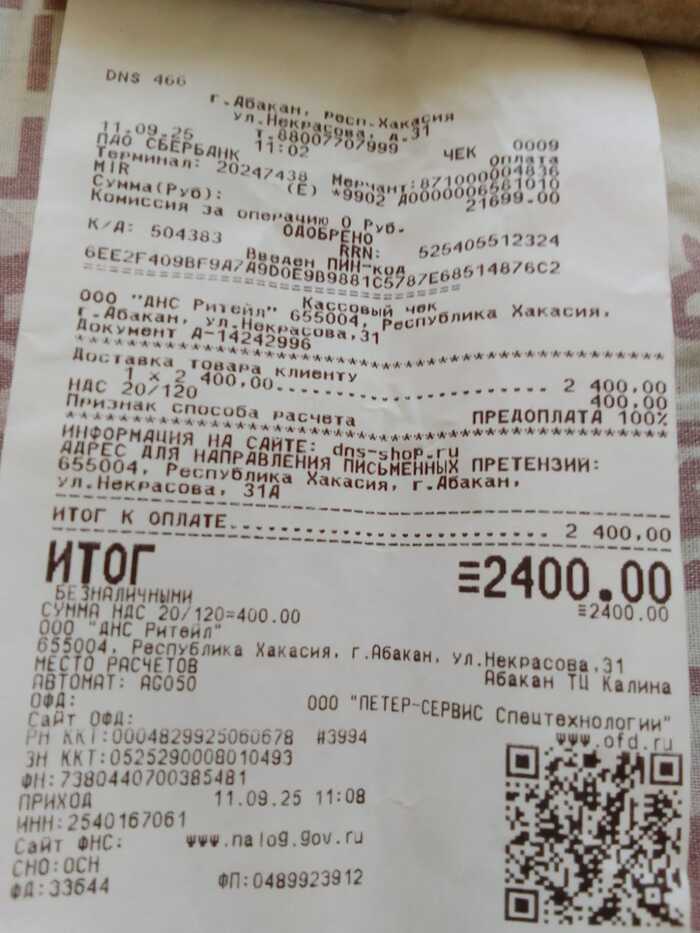 DNS 466
г.Абакан, респ.Хакасия
ул.Некрасова, д.31
т.88007707999
11.09.25 11:02 ЧЕК 0009
ПАО СБЕРБАНК Оплата
Терминал: 20247438 Мерчант:871000004836
MIR (E) *9902 A0000006581010
Сумма(Руб): 21699.00
Комиссия за операцию 0 Руб.
ОДОБРЕНО
К/А: 504383 RRN: 525405512324
Введен ПИН-код
6EE2F409BF9A7A9D0E9B9881C5787E68514876C2
========================================
Кассовый чек
ООО "ДНС Ритейл" 655004, Республика Хакасия,
г.Абакан, ул.Некрасова,31
Документ А-14242996
Доставка товара клиенту
1 × 2 400,00 2 400,00
НДС 20/120 400.00
Признак способа расчета ПРЕДОПЛАТА 100%
ИНФОРМАЦИЯ НА САЙТЕ: dns-shop.ru
АДРЕС ДЛЯ НАПРАВЛЕНИЯ ПИСЬМЕННЫХ ПРЕТЕНЗИЙ:
655004, Республика Хакасия, г.Абакан,
ул.Некрасова, 31А
ИТОГ К ОПЛАТЕ 2 400,00
ИТОГ ≡2400.00
БЕЗНАЛИЧНЫМИ ≡2400.00
СУММА НДС 20/120=400.00
ООО "ДНС Ритейл"
655004, Республика Хакасия, г.Абакан, ул.Некрасова,31
МЕСТО РАСЧЕТОВ Абакан ТЦ Калина
АВТОМАТ: AG050
ОФД: ООО "ПЕТЕР-СЕРВИС Спецтехнологии"
Сайт ОФД: www.ofd.ru
РН ККТ:0004829925060678 #3994
ЗН ККТ:0525290008010493
ФН:7380440700385481
ПРИХОД 11.09.25 11:08
ИНН:2540167061
Сайт ФНС: www.nalog.gov.ru
СНО:ОСН
ФД:33644 ФП:0489923912